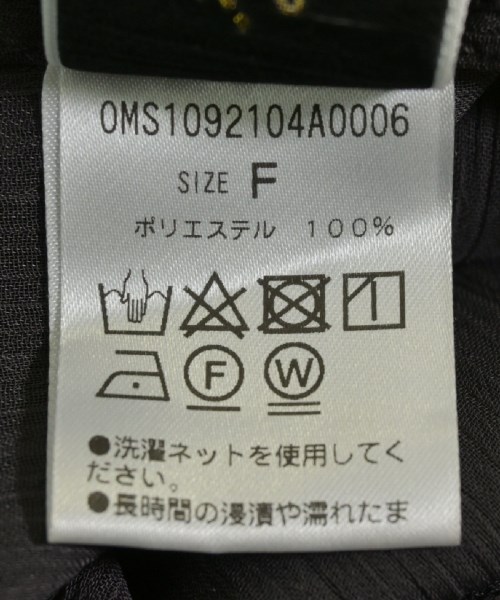 OMS1092104A0006
SIZE F
ポリエステル 100%
F W
●洗濯ネットを使用してく
ださい。
●長時間の浸漬や濡れたま